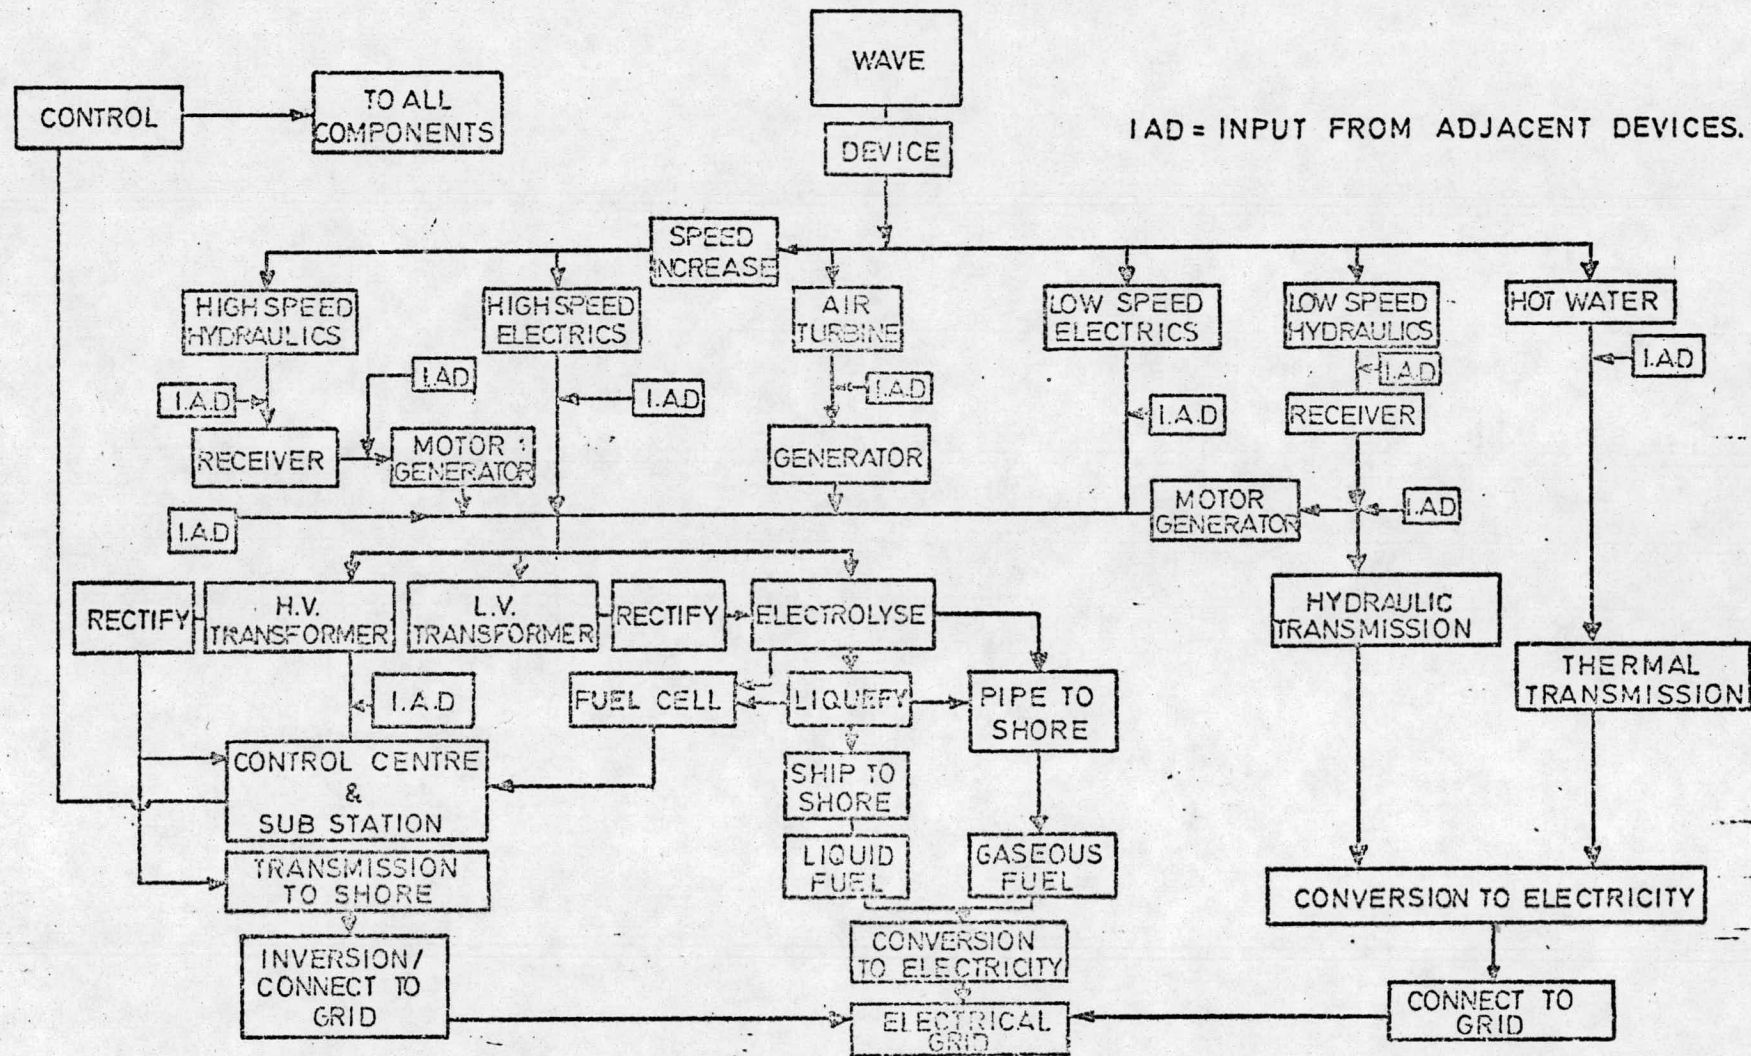 WAVE
CONTROL
TO ALL
COMPONENTS
IAD = INPUT FROM ADJACENT DEVICES.
DEVICE
SPEED
INCREASE
HIGH SPEED
HYDRAULICS
HIGH SPEED
ELECTRICS
AIR
TURBINE
LOW SPEED
ELECTRICS
LOW SPEED
HYDRAULICS
HOT WATER
I.A.D
I.AD
I.A.D
I.A.D
I.A.D
I.A.D
I.A.D
RECEIVER
MOTOR :
GENERATOR
GENERATOR
RECEIVER
I.A.D
MOTOR
GENERATOR
I.AD
RECTIFY
H.V.
TRANSFORMER
L.V.
TRANSFORMER
RECTIFY
ELECTROLYSE
HYDRAULIC
TRANSMISSION
THERMAL
TRANSMISSION
I.A.D
FUEL CELL
LIQUEFY
PIPE TO
SHORE
CONTROL CENTRE
&
SUB STATION
SHIP TO
SHORE
TRANSMISSION
TO SHORE
LIQUID
FUEL
GASEOUS
FUEL
CONVERSION TO ELECTRICITY
INVERSION/
CONNECT TO
GRID
CONVERSION
TO ELECTRICITY
ELECTRICAL
GRID
CONNECT TO
GRID